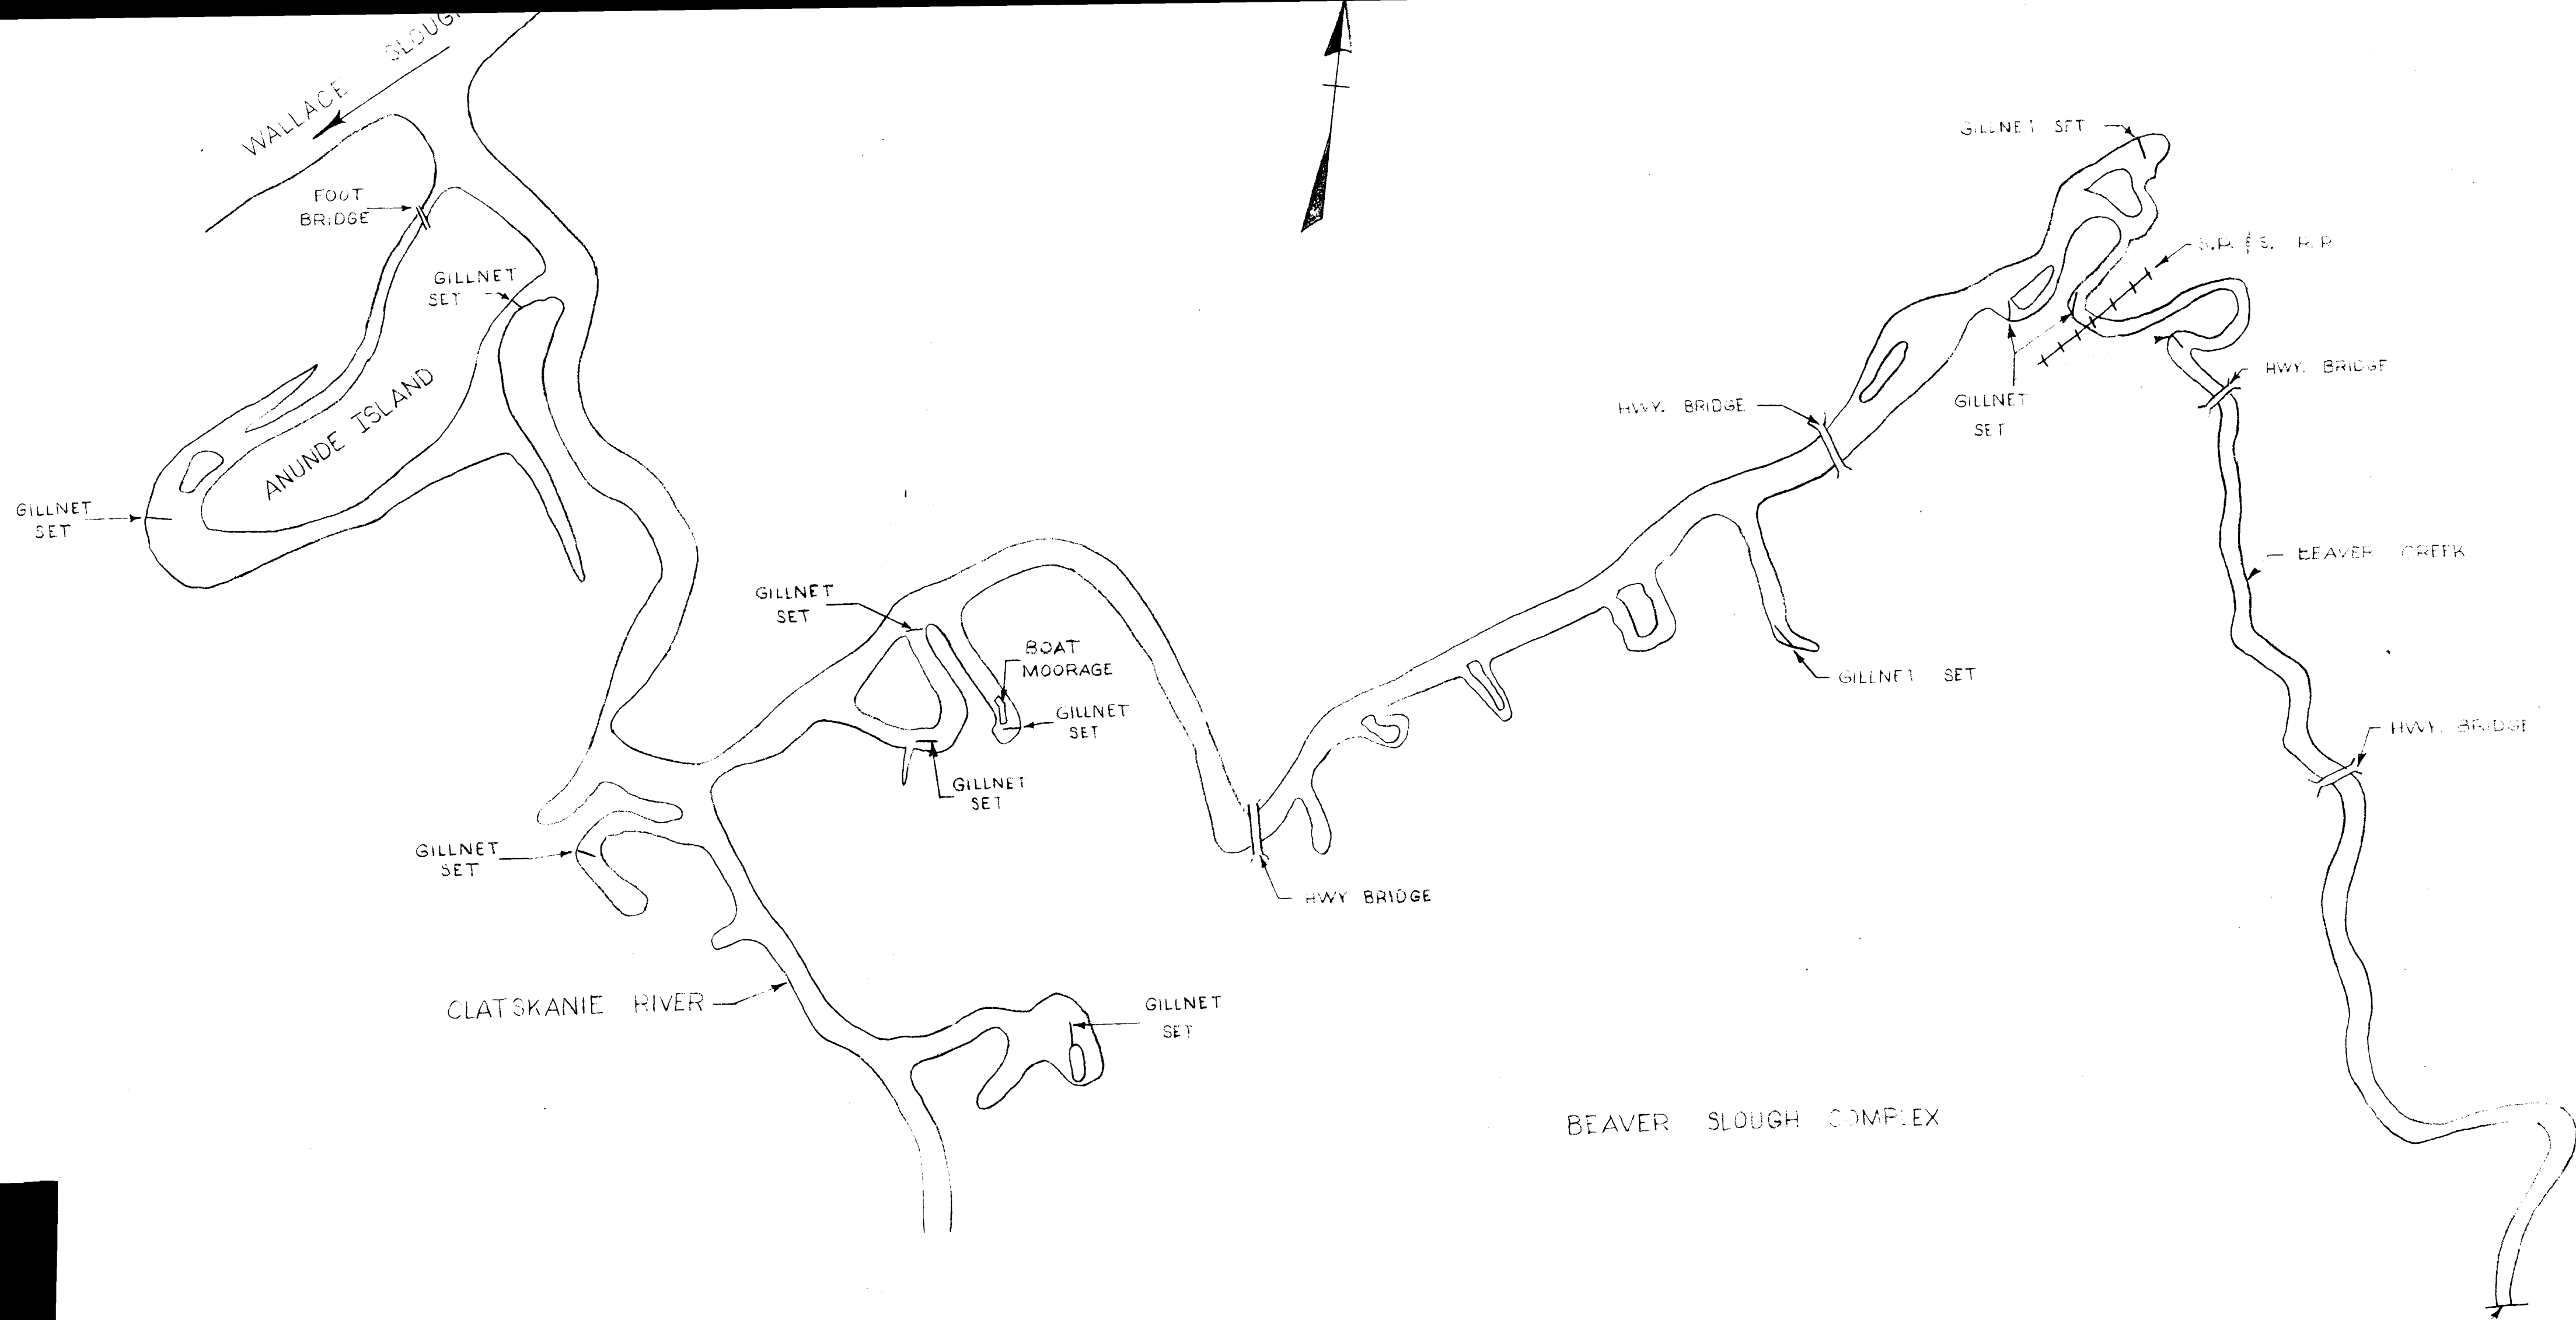 WALLACE SLOUGH
FOOT
BRIDGE
GILLNET
SET
ANUNDE ISLAND
GILLNET
SET
GILLNET
SET
BOAT
MOORAGE
GILLNET
SET
GILLNET
SET
GILLNET
SET
CLATSKANIE RIVER
GILLNET
SET
HWY BRIDGE
GILLNET SET
S.P. & S. R.R
HWY. BRIDGE
HWY. BRIDGE
GILLNET
SET
BEAVER CREEK
GILLNET SET
HWY. BRIDGE
BEAVER SLOUGH COMPLEX